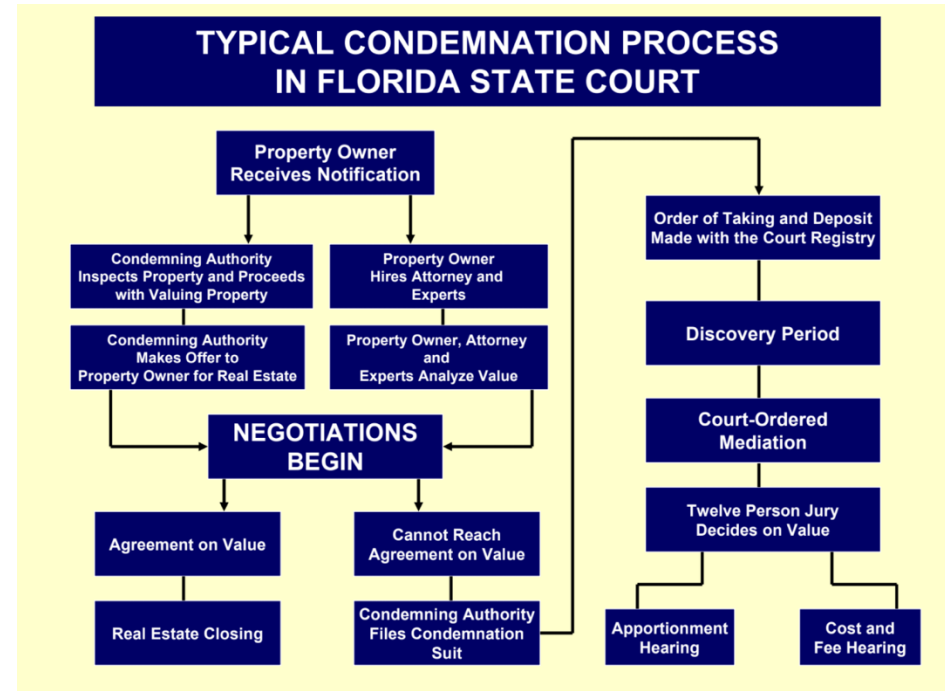 TYPICAL CONDEMNATION PROCESS
IN FLORIDA STATE COURT
Property Owner
Receives Notification
Condemning Authority
Inspects Property and Proceeds
with Valuing Property
Property Owner
Hires Attorney and
Experts
Condemning Authority
Makes Offer to
Property Owner for Real Estate
Property Owner, Attorney
and
Experts Analyze Value
NEGOTIATIONS
BEGIN
Agreement on Value
Real Estate Closing
Cannot Reach
Agreement on Value
Condemning Authority
Files Condemnation
Suit
Order of Taking and Deposit
Made with the Court Registry
Discovery Period
Court-Ordered
Mediation
Twelve Person Jury
Decides on Value
Apportionment
Hearing
Cost and
Fee Hearing